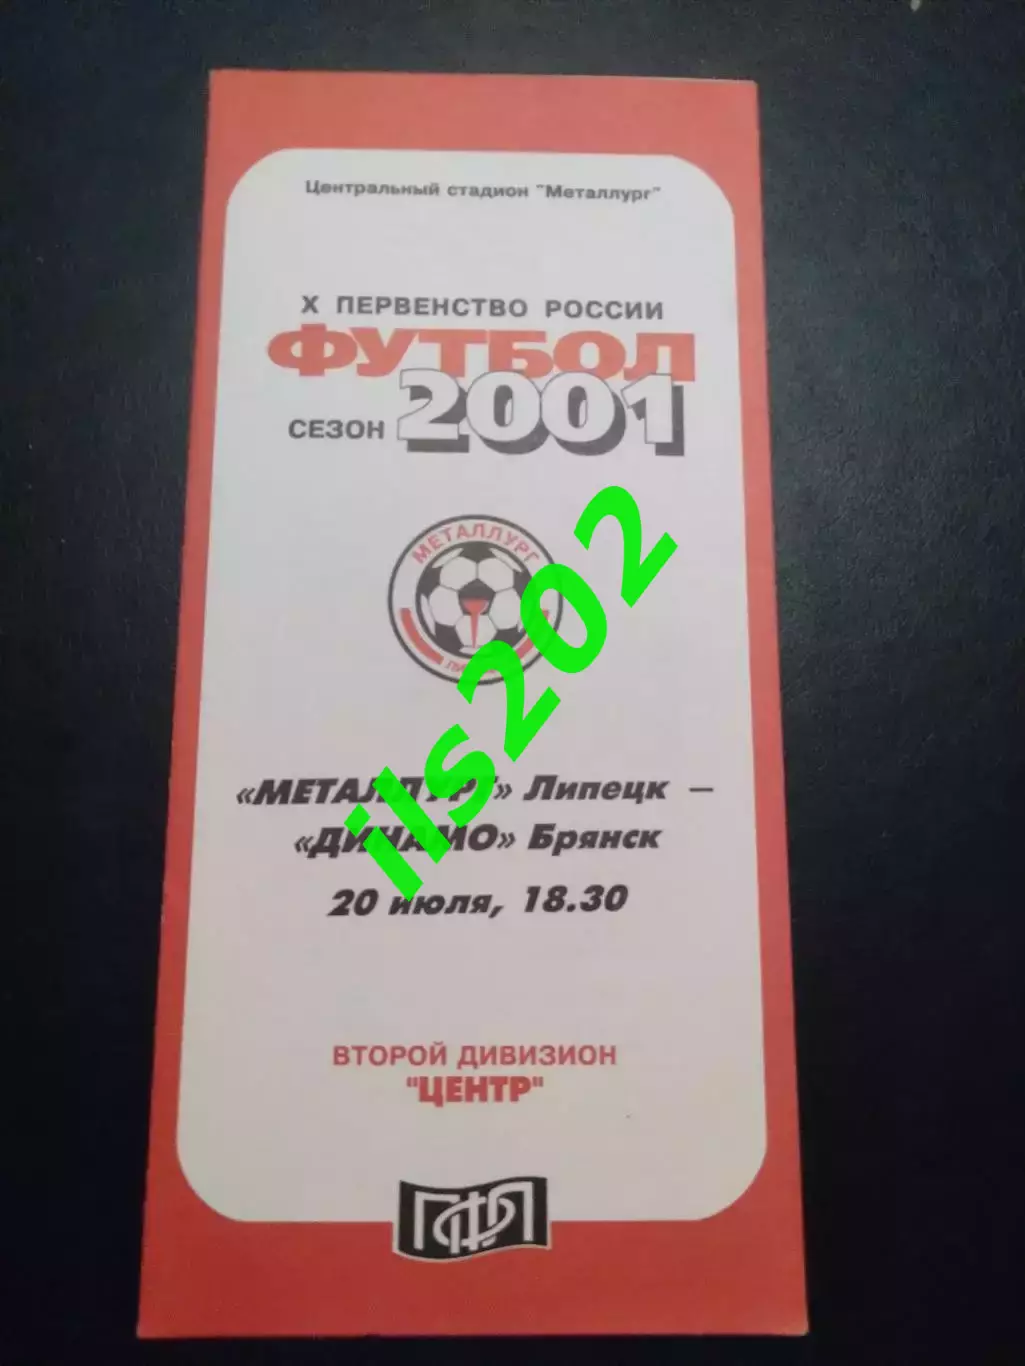 Центральный стадион "Металлург"
X ПЕРВЕНСТВО РОССИИ
ФУТБОЛ
СЕЗОН 2001
МЕТАЛЛУРГ
«МЕТАЛЛУРГ» Липецк –
«ДИНАМО» Брянск
20 июля, 18.30
ils202
ВТОРОЙ ДИВИЗИОН
"ЦЕНТР"
ПФЛ